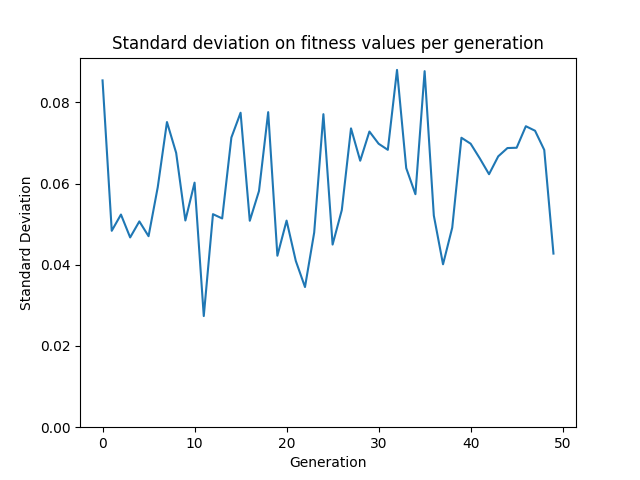 Standard deviation on fitness values per generation
Standard Deviation
0.08
0.06
0.04
0.02
0.00
0 10 20 30 40 50
Generation